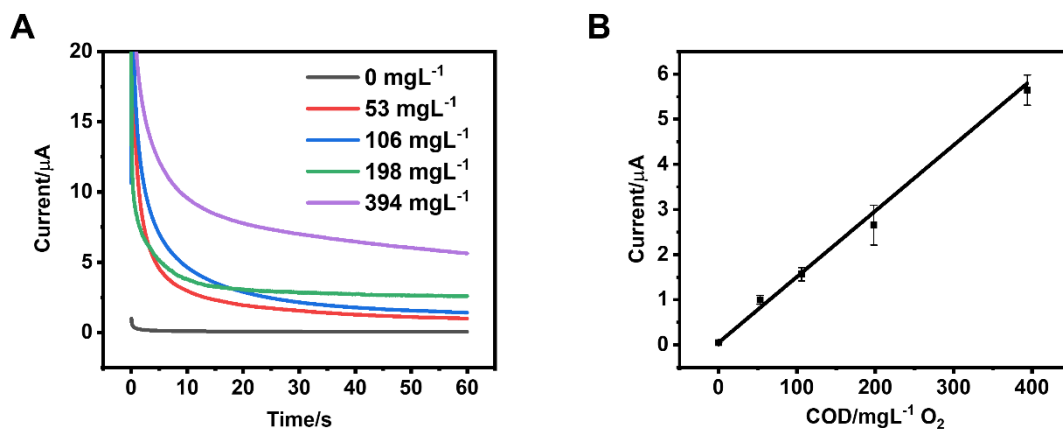 A
Current/μA
20
15
10
5
0
0 mgL⁻¹
53 mgL⁻¹
106 mgL⁻¹
198 mgL⁻¹
394 mgL⁻¹
0 10 20 30 40 50 60
Time/s
B
Current/μA
6
5
4
3
2
1
0
0 100 200 300 400
COD/mgL⁻¹ O₂